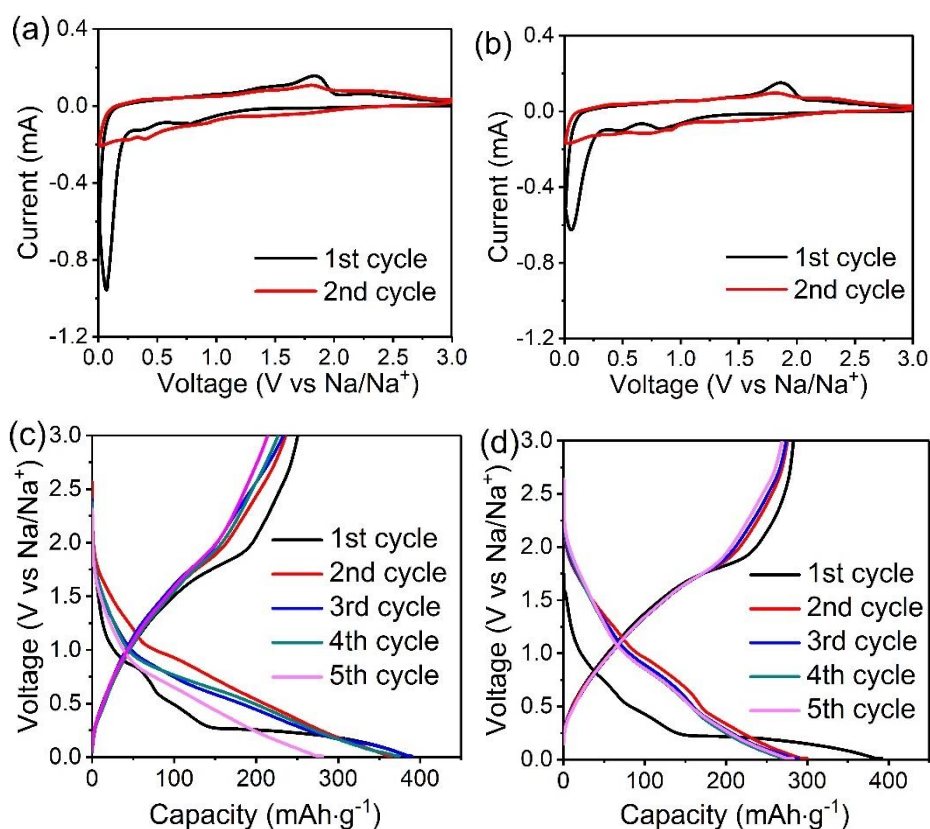 (a)
0.4
0.0
-0.4
-0.8
-1.2
Current (mA)
1st cycle
2nd cycle
0.0 0.5 1.0 1.5 2.0 2.5 3.0
Voltage (V vs Na/Na⁺)
(b)
0.4
0.0
-0.4
-0.8
-1.2
Current (mA)
1st cycle
2nd cycle
0.0 0.5 1.0 1.5 2.0 2.5 3.0
Voltage (V vs Na/Na⁺)
(c)
3.0
2.5
2.0
1.5
1.0
0.5
0.0
Voltage (V vs Na/Na⁺)
1st cycle
2nd cycle
3rd cycle
4th cycle
5th cycle
0 100 200 300 400
Capacity (mAh·g⁻¹)
(d)
3.0
2.5
2.0
1.5
1.0
0.5
0.0
Voltage (V vs Na/Na⁺)
1st cycle
2nd cycle
3rd cycle
4th cycle
5th cycle
0 100 200 300 400
Capacity (mAh·g⁻¹)